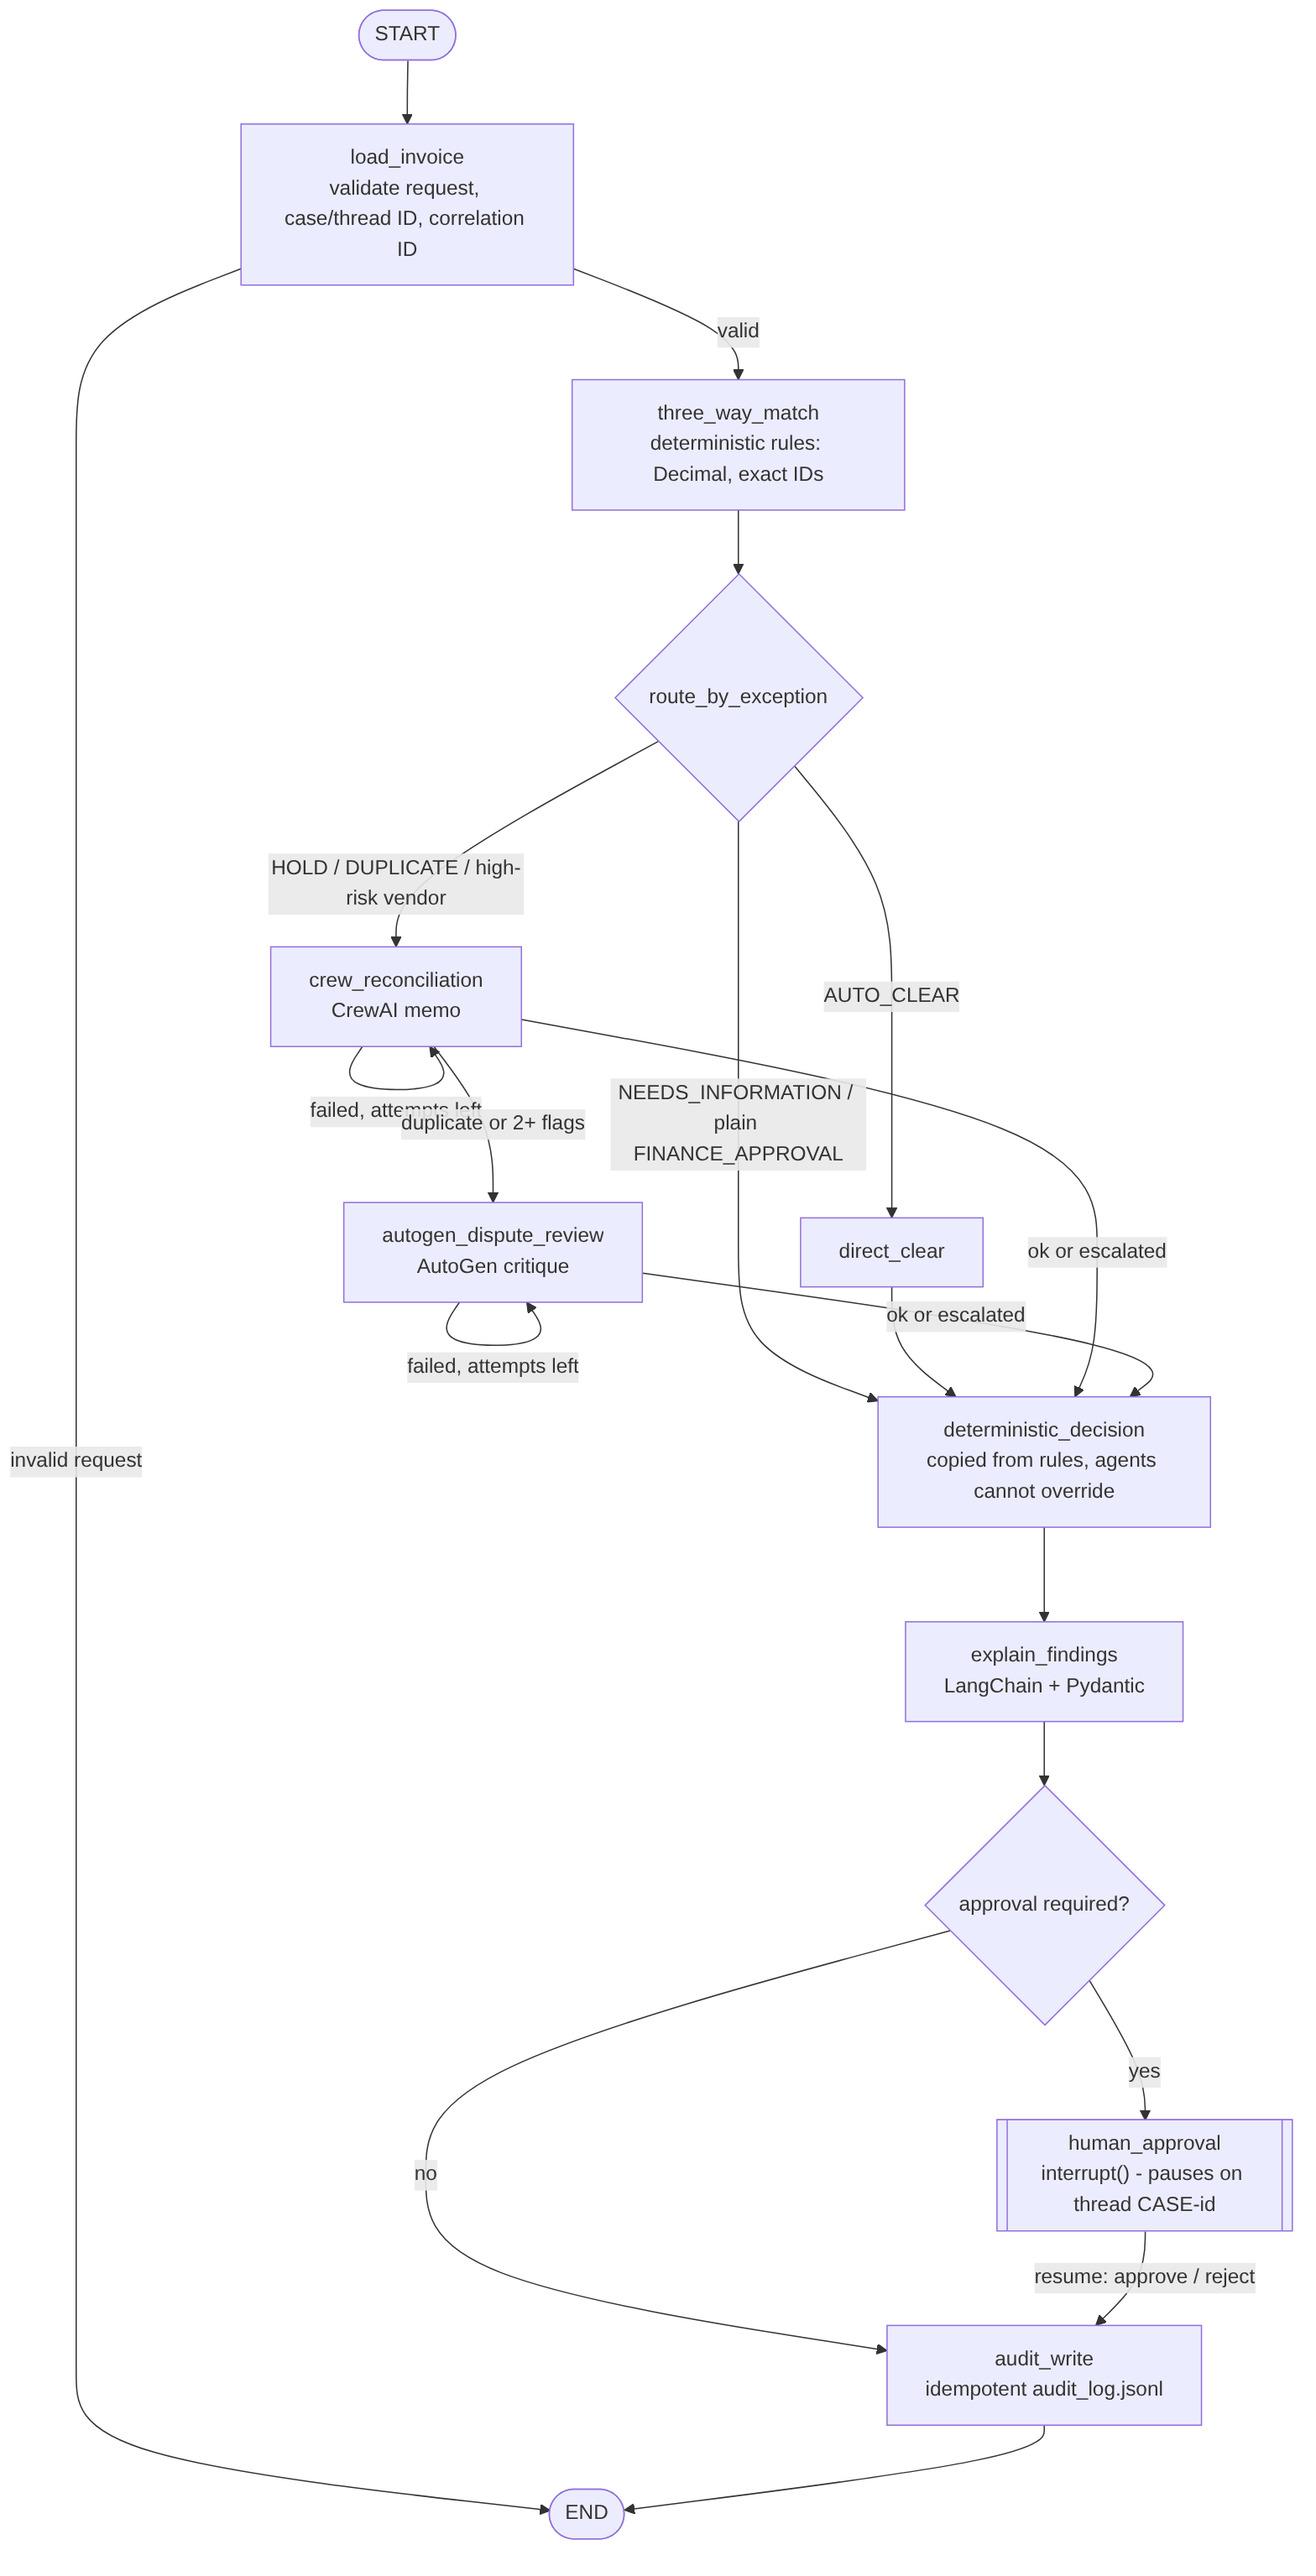 START
load_invoice
validate request,
case/thread ID, correlation
ID
valid
three_way_match
deterministic rules:
Decimal, exact IDs
route_by_exception
HOLD / DUPLICATE / high-
risk vendor
crew_reconciliation
CrewAI memo
AUTO_CLEAR
failed, attempts left
duplicate or 2+ flags
NEEDS_INFORMATION /
plain
FINANCE_APPROVAL
autogen_dispute_review
AutoGen critique
direct_clear
ok or escalated
ok or escalated
failed, attempts left
deterministic_decision
copied from rules, agents
cannot override
invalid request
explain_findings
LangChain + Pydantic
approval required?
yes
no
human_approval
interrupt() - pauses on
thread CASE-id
resume: approve / reject
audit_write
idempotent audit_log.jsonl
END